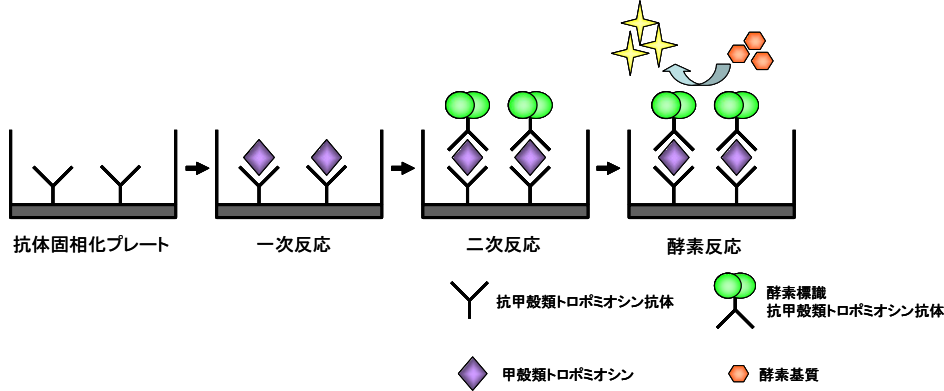 抗体固相化プレート
一次反応
二次反応
酵素反応
抗甲殻類トロポミオシン抗体
酵素標識
抗甲殻類トロポミオシン抗体
甲殻類トロポミオシン
酵素基質